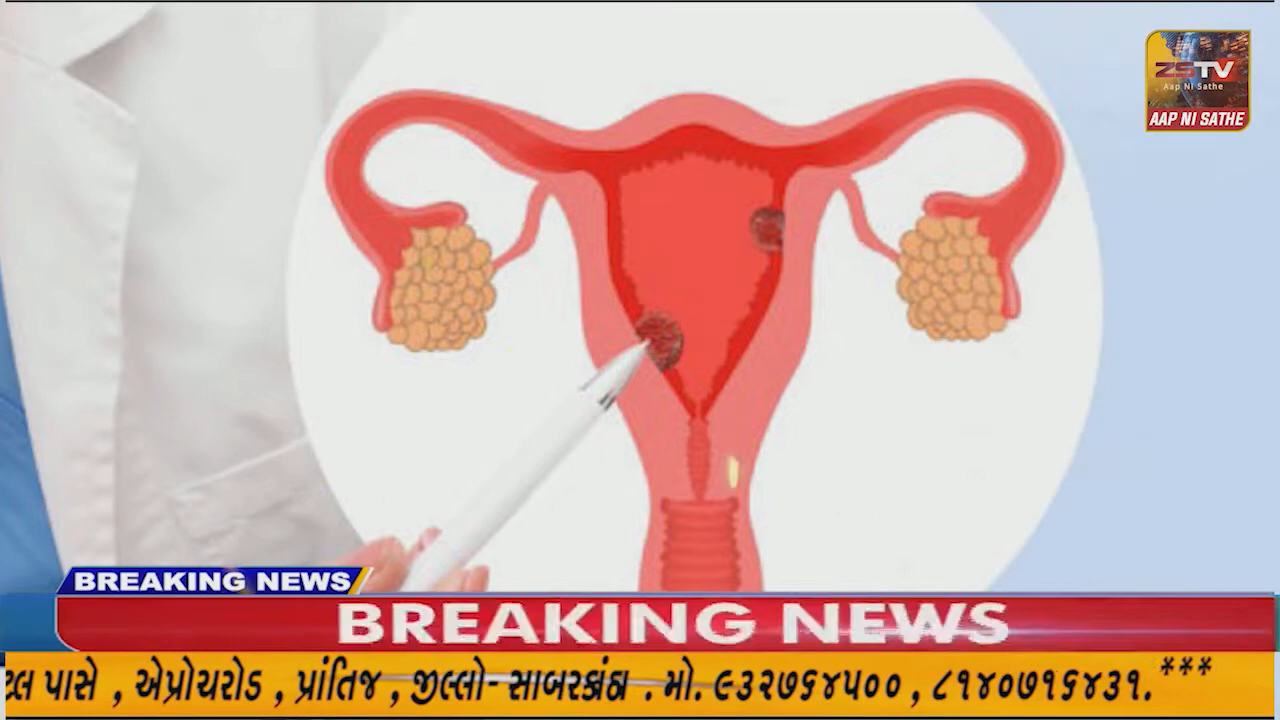 ZSTV
Aap Ni Sathe
AAP NI SATHE
BREAKING NEWS
BREAKING NEWS
પાસે , એપ્રોચરોડ , પ્રાંતિજ , જીલ્લો- સાબરકાંઠા . મો. ૯૩૨૭૬૪૫૦૦ , ૮૧૪૦૭૧૬૪૩૧.***